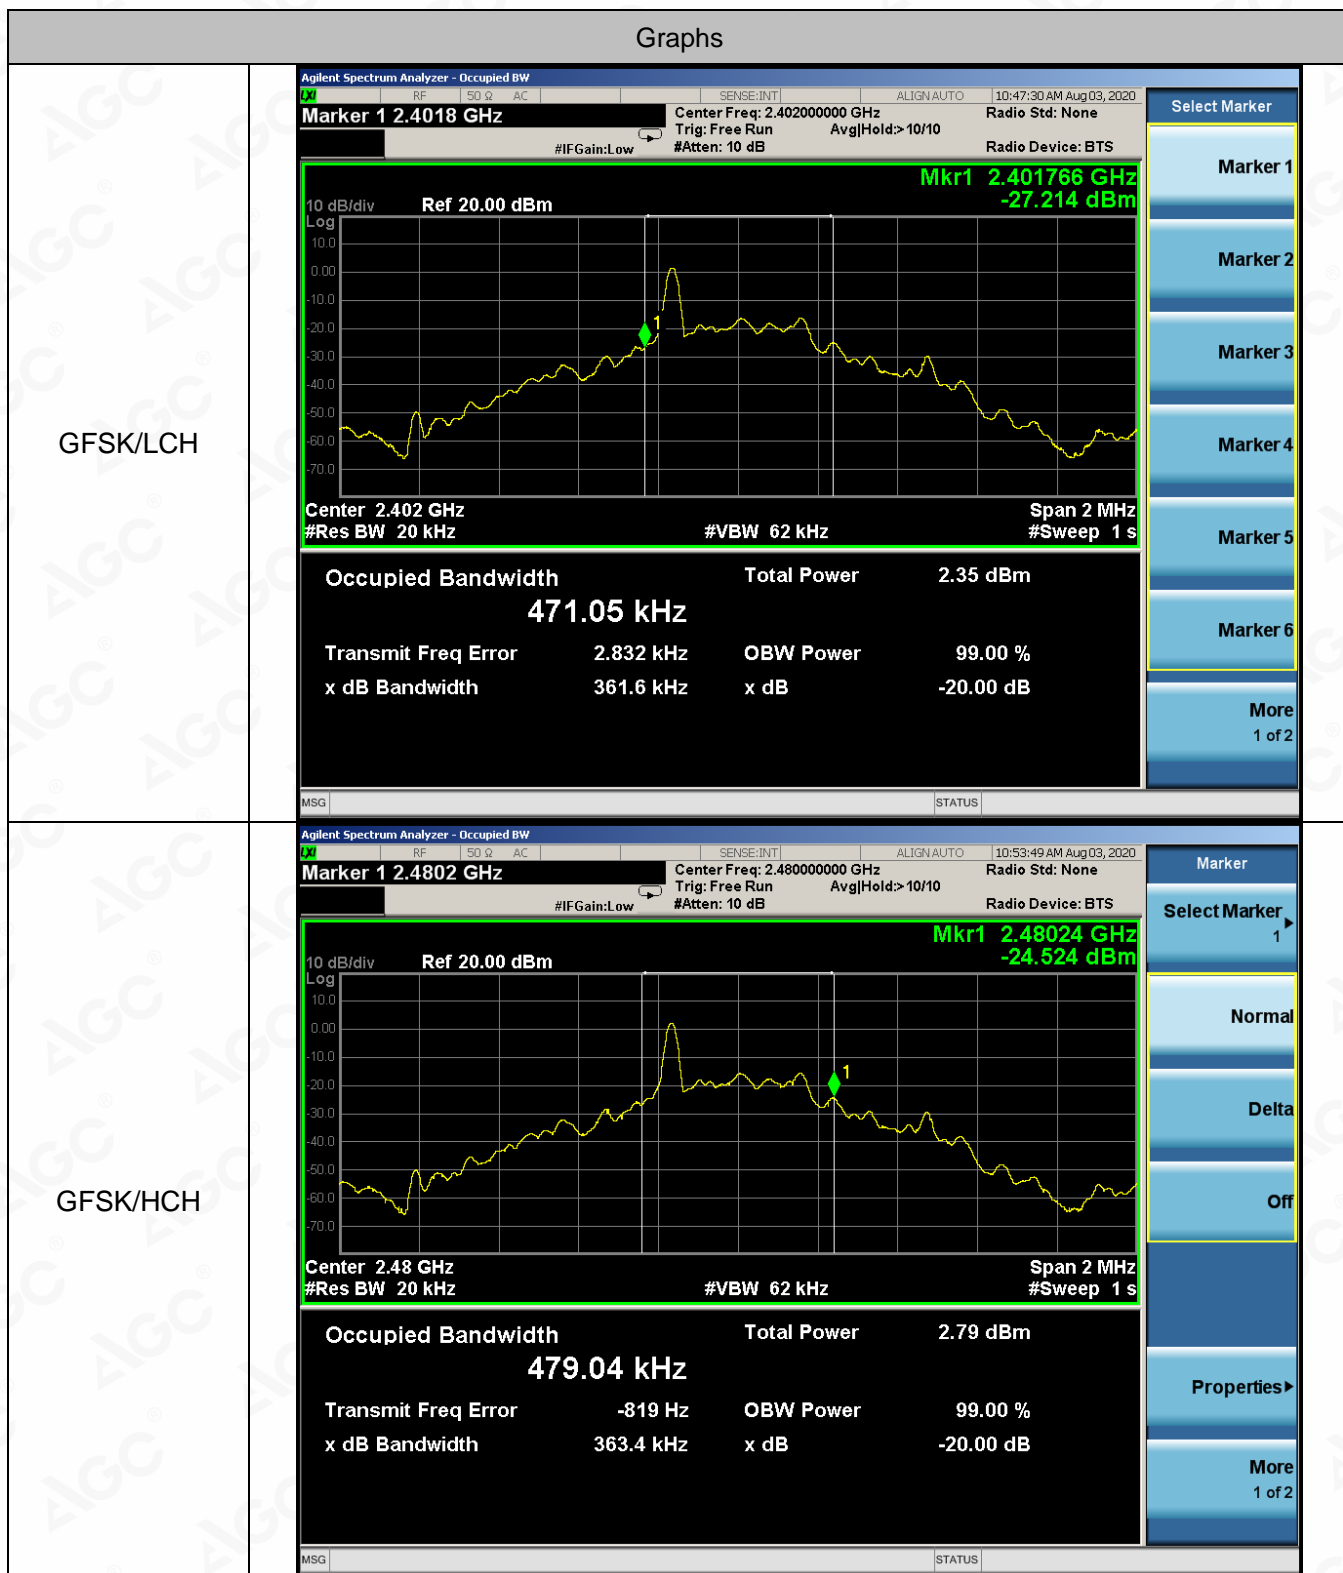 Graphs
GFSK/LCH
Agilent Spectrum Analyzer - Occupied BW
LXI RF 50 Ω AC SENSE:INT ALIGN AUTO 10:47:30 AM Aug 03, 2020
Marker 1 2.4018 GHz
Center Freq: 2.402000000 GHz Radio Std: None
Trig: Free Run Avg|Hold:> 10/10
#IFGain:Low #Atten: 10 dB Radio Device: BTS
Mkr1 2.401766 GHz
-27.214 dBm
10 dB/div Ref 20.00 dBm
Log
10.0
0.00
-10.0
-20.0
-30.0
-40.0
-50.0
-60.0
-70.0
1
Center 2.402 GHz Span 2 MHz
#Res BW 20 kHz #VBW 62 kHz #Sweep 1 s
Occupied Bandwidth Total Power 2.35 dBm
471.05 kHz
Transmit Freq Error 2.832 kHz OBW Power 99.00 %
x dB Bandwidth 361.6 kHz x dB -20.00 dB
MSG STATUS
Select Marker
Marker 1
Marker 2
Marker 3
Marker 4
Marker 5
Marker 6
More
1 of 2
GFSK/HCH
Agilent Spectrum Analyzer - Occupied BW
LXI RF 50 Ω AC SENSE:INT ALIGN AUTO 10:53:49 AM Aug 03, 2020
Marker 1 2.4802 GHz
Center Freq: 2.480000000 GHz Radio Std: None
Trig: Free Run Avg|Hold:> 10/10
#IFGain:Low #Atten: 10 dB Radio Device: BTS
Mkr1 2.48024 GHz
-24.524 dBm
10 dB/div Ref 20.00 dBm
Log
10.0
0.00
-10.0
-20.0
-30.0
-40.0
-50.0
-60.0
-70.0
1
Center 2.48 GHz Span 2 MHz
#Res BW 20 kHz #VBW 62 kHz #Sweep 1 s
Occupied Bandwidth Total Power 2.79 dBm
479.04 kHz
Transmit Freq Error -819 Hz OBW Power 99.00 %
x dB Bandwidth 363.4 kHz x dB -20.00 dB
MSG STATUS
Marker
Select Marker
1
Normal
Delta
Off
Properties
More
1 of 2